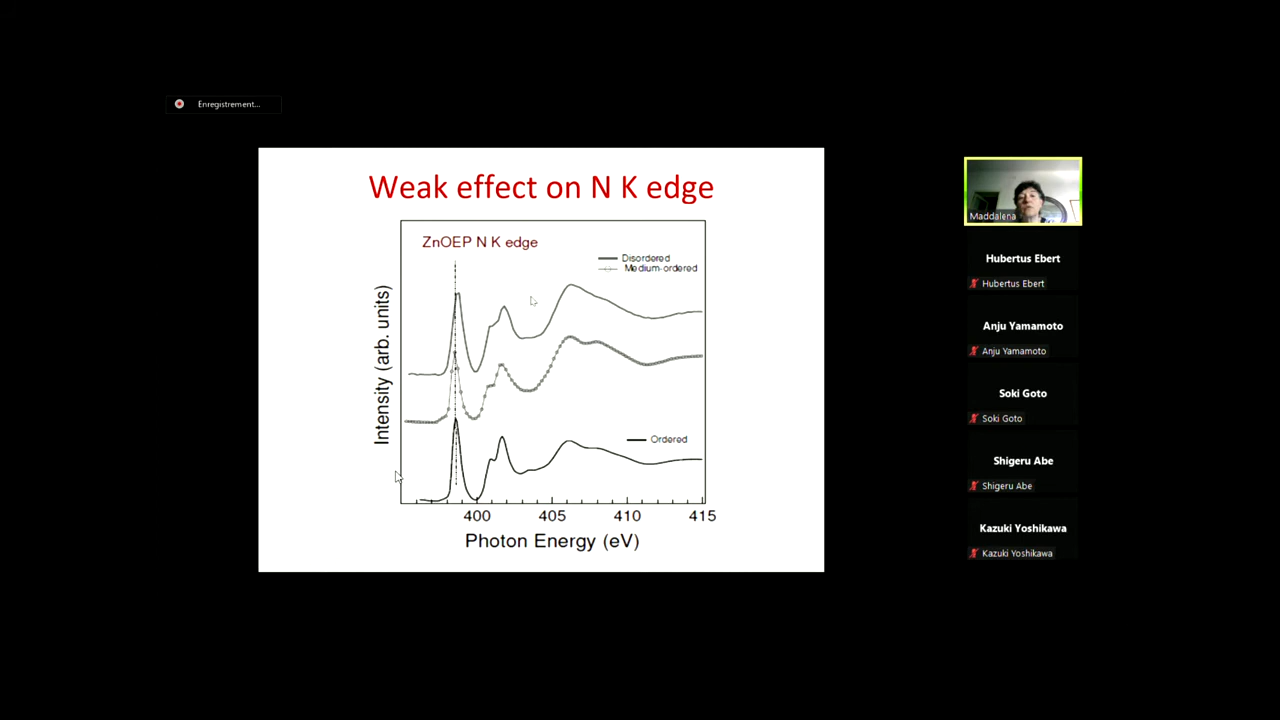 Enregistrement...
Weak effect on N K edge
ZnOEP N K edge
Disordered
Medium-ordered
Ordered
Intensity (arb. units)
400 405 410 415
Photon Energy (eV)
Maddalena
Hubertus Ebert
Hubertus Ebert
Anju Yamamoto
Anju Yamamoto
Soki Goto
Soki Goto
Shigeru Abe
Shigeru Abe
Kazuki Yoshikawa
Kazuki Yoshikawa